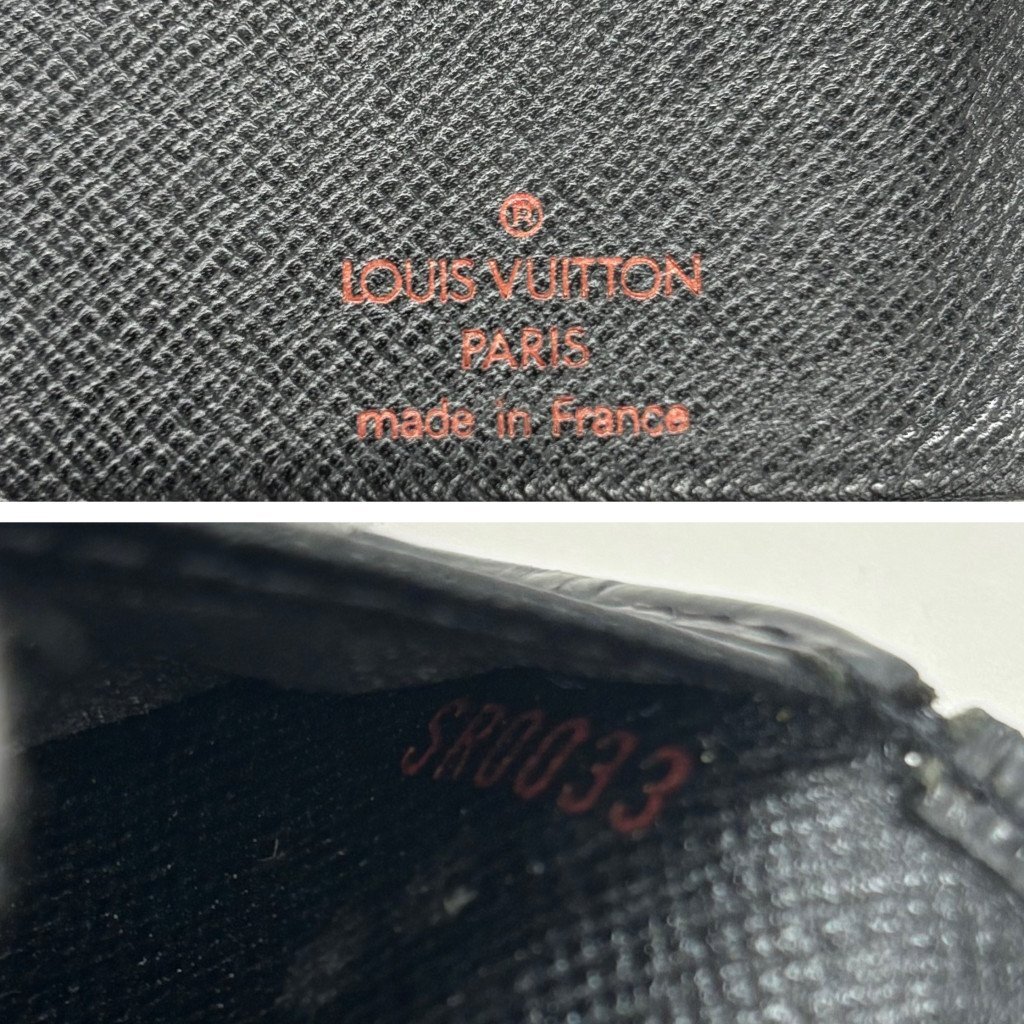 ®
LOUIS VUITTON
PARIS
made in France
SR0033